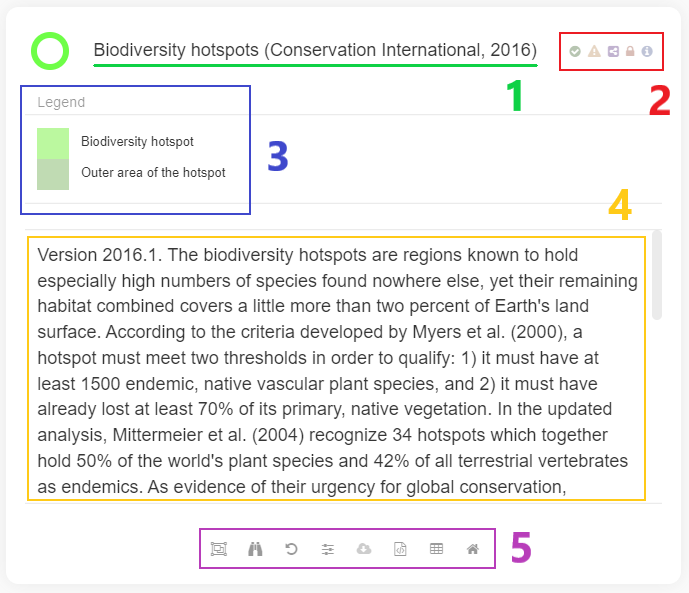 Biodiversity hotspots (Conservation International, 2016)
1
2
Legend
Biodiversity hotspot
Outer area of the hotspot
3
4
Version 2016.1. The biodiversity hotspots are regions known to hold
especially high numbers of species found nowhere else, yet their remaining
habitat combined covers a little more than two percent of Earth's land
surface. According to the criteria developed by Myers et al. (2000), a
hotspot must meet two thresholds in order to qualify: 1) it must have at
least 1500 endemic, native vascular plant species, and 2) it must have
already lost at least 70% of its primary, native vegetation. In the updated
analysis, Mittermeier et al. (2004) recognize 34 hotspots which together
hold 50% of the world's plant species and 42% of all terrestrial vertebrates
as endemics. As evidence of their urgency for global conservation,
5